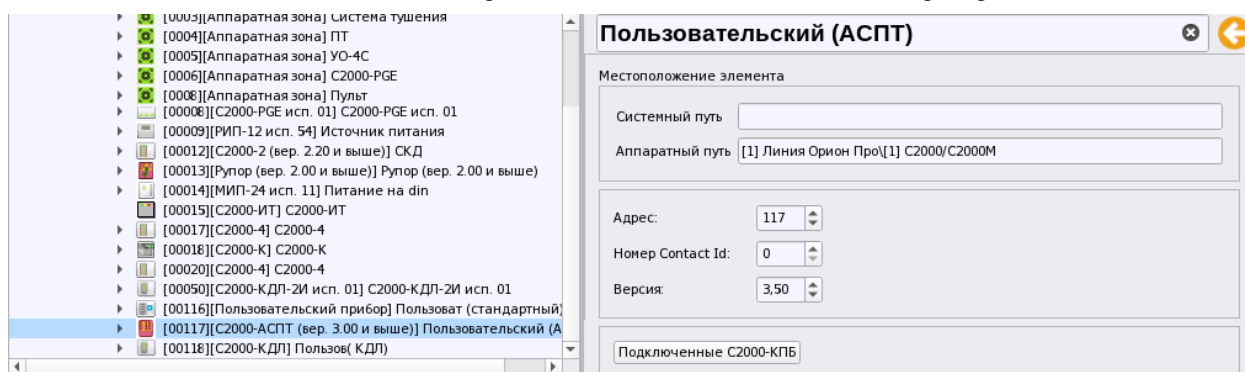 [0003][Аппаратная зона] Система тушения
[0004][Аппаратная зона] ПТ
[0005][Аппаратная зона] УО-4С
[0006][Аппаратная зона] С2000-PGE
[0008][Аппаратная зона] Пульт
[00008][С2000-PGE исп. 01] С2000-PGE исп. 01
[00009][РИП-12 исп. 54] Источник питания
[00012][С2000-2 (вер. 2.20 и выше)] СКД
[00013][Рупор (вер. 2.00 и выше)] Рупор (вер. 2.00 и выше)
[00014][МИП-24 исп. 11] Питание на din
[00015][С2000-ИТ] С2000-ИТ
[00017][С2000-4] С2000-4
[00018][С2000-К] С2000-К
[00020][С2000-4] С2000-4
[00050][С2000-КДЛ-2И исп. 01] С2000-КДЛ-2И исп. 01
[00116][Пользовательский прибор] Пользоват (стандартный)
[00117][С2000-АСПТ (вер. 3.00 и выше)] Пользовательский (А
[00118][С2000-КДЛ] Пользов( КДЛ)
Пользовательский (АСПТ)
Местоположение элемента
Системный путь
Аппаратный путь [1] Линия Орион Про\[1] С2000/С2000М
Адрес: 117
Номер Contact Id: 0
Версия: 3,50
Подключенные С2000-КПБ